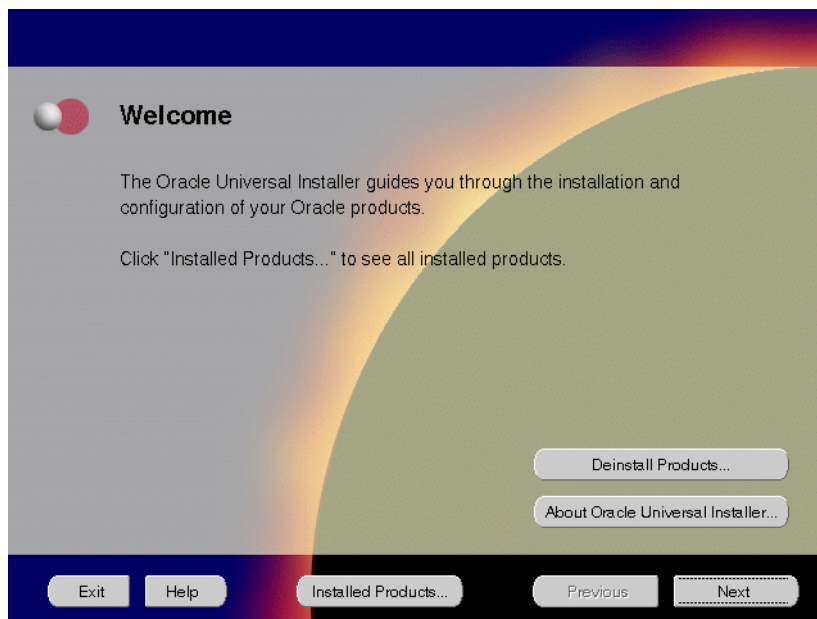 Welcome
The Oracle Universal Installer guides you through the installation and
configuration of your Oracle products.
Click "Installed Products..." to see all installed products.
Deinstall Products...
About Oracle Universal Installer...
Exit
Help
Installed Products...
Previous
Next